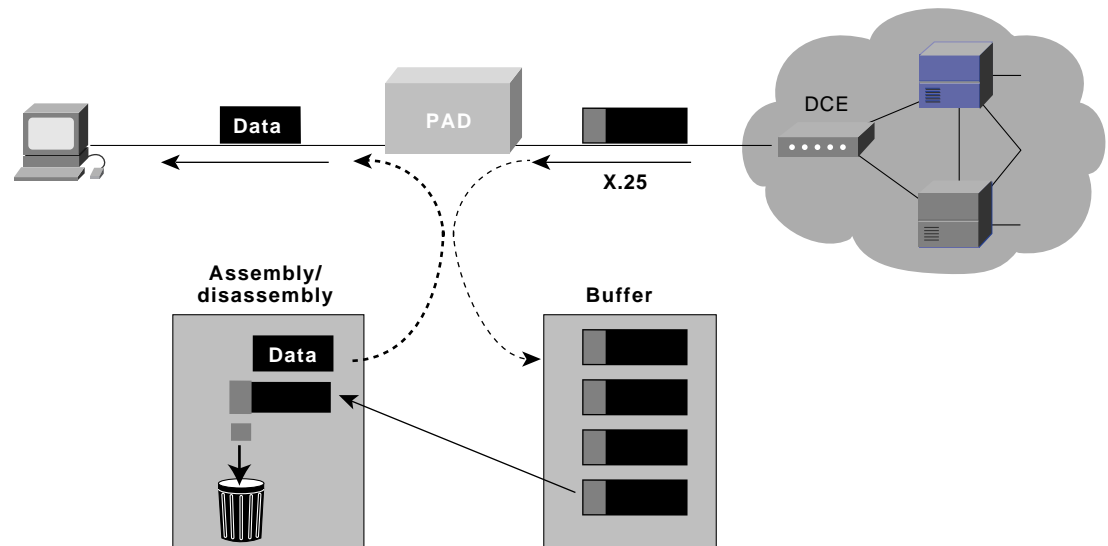 DCE
Data
PAD
X.25
Assembly/
disassembly
Buffer
Data